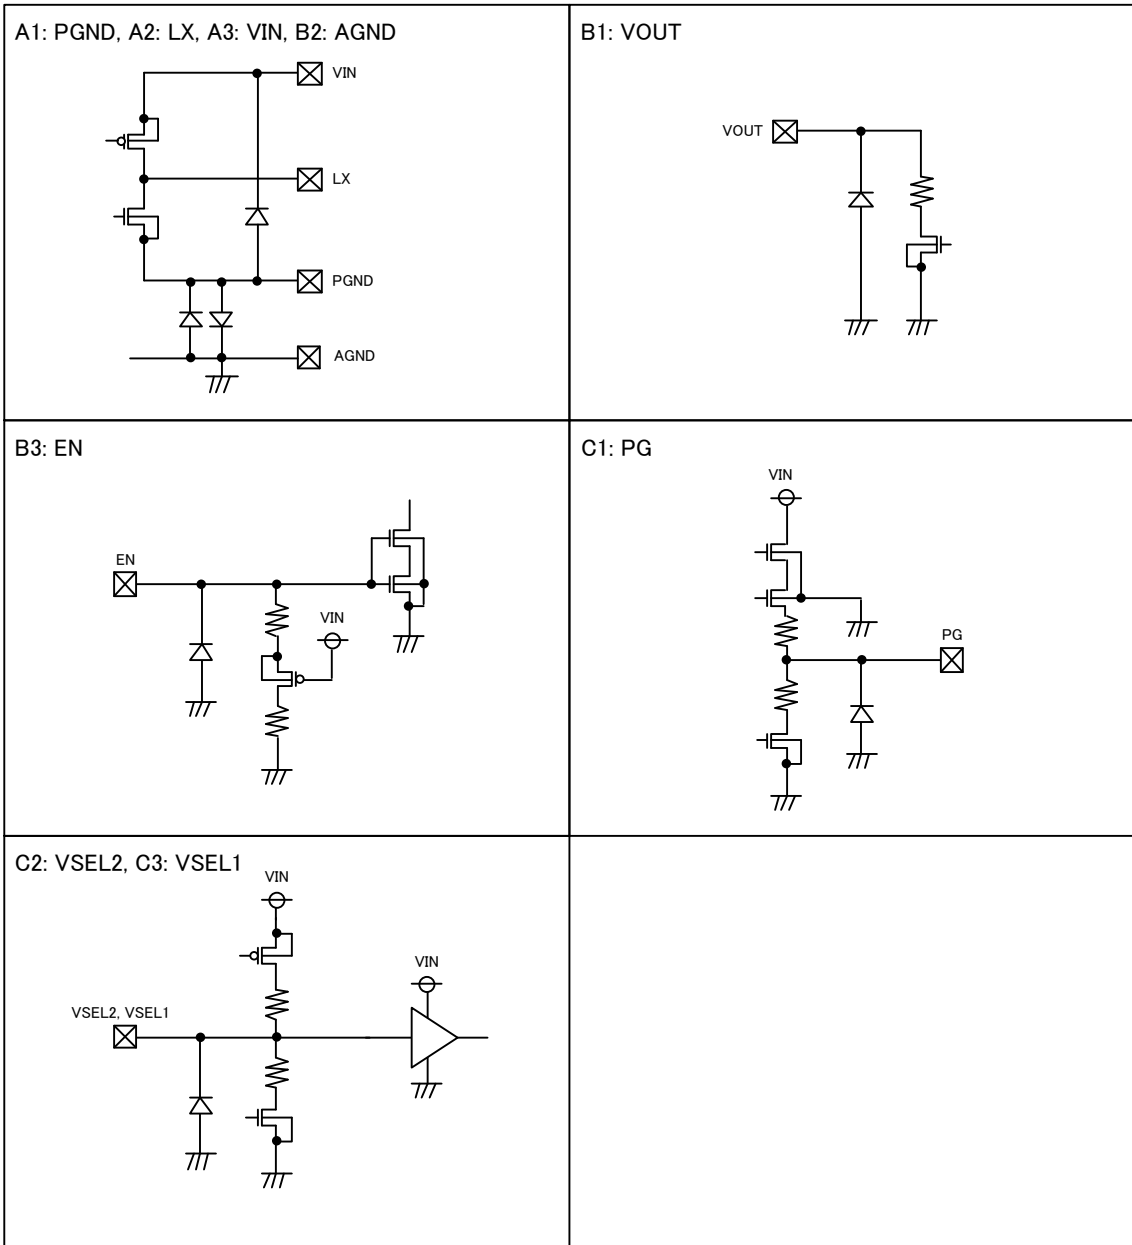 A1: PGND, A2: LX, A3: VIN, B2: AGND
VIN
LX
PGND
AGND
B1: VOUT
VOUT
B3: EN
EN
VIN
C1: PG
VIN
PG
C2: VSEL2, C3: VSEL1
VIN
VIN
VSEL2, VSEL1